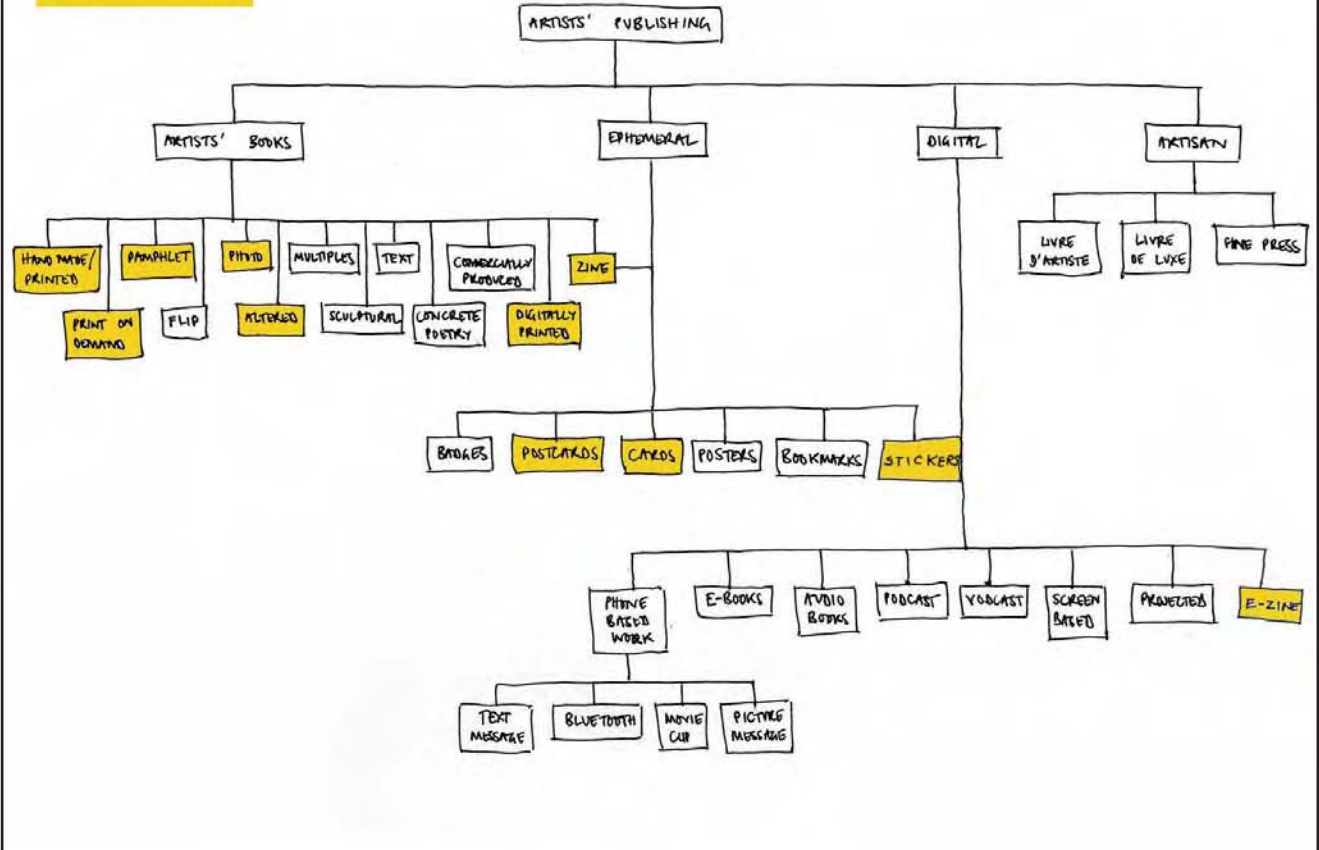 ARTISTS' PUBLISHING
ARTISTS' BOOKS
EPHEMERAL
DIGITAL
ARTISAN
HAND MADE/
PRINTED
PAMPHLET
PHOTO
MULTIPLES
TEXT
COMMERCIALLY
PRODUCED
ZINE
LIVRE
D'ARTISTE
LIVRE
DE LUXE
FINE PRESS
PRINT ON
DEMAND
FLIP
ALTERED
SCULPTURAL
CONCRETE
POETRY
DIGITALLY
PRINTED
BADGES
POSTCARDS
CARDS
POSTERS
BOOKMARKS
STICKERS
PHONE
BASED
WORK
E-BOOKS
AUDIO
BOOKS
PODCAST
VODCAST
SCREEN
BASED
PROJECTED
E-ZINE
TEXT
MESSAGE
BLUETOOTH
MOVIE
CLIP
PICTURE
MESSAGE